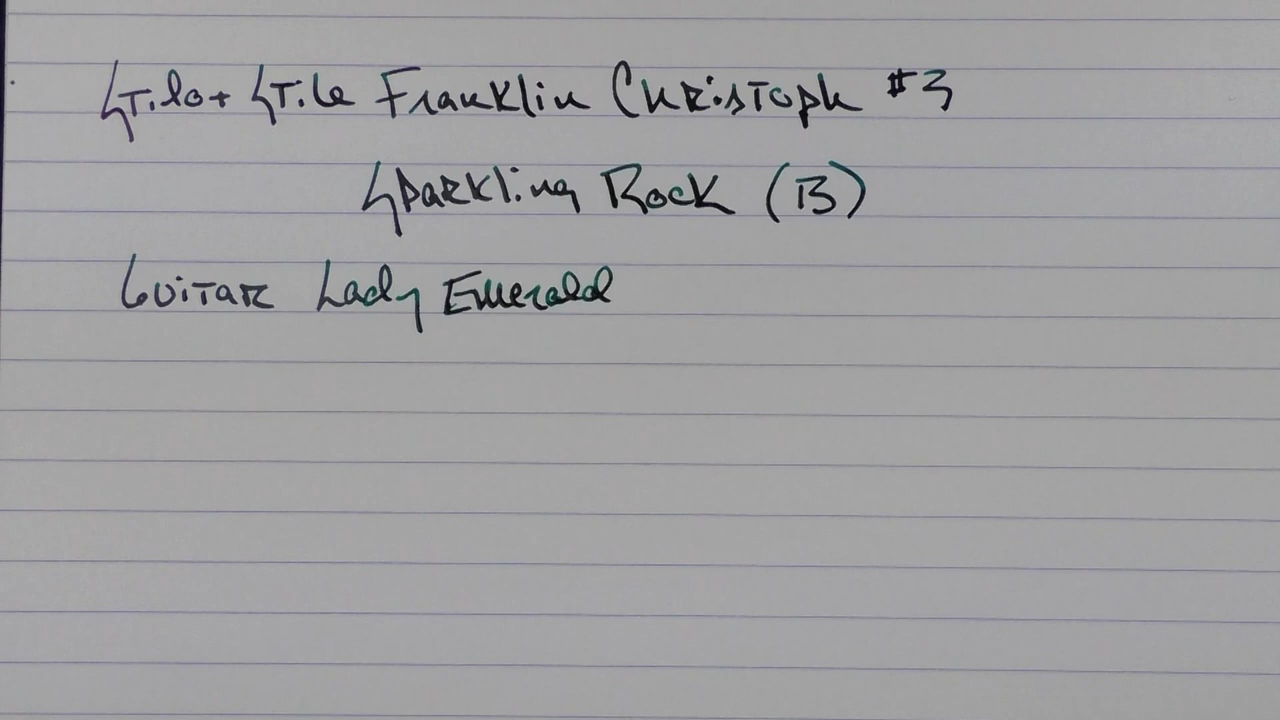 Stilo+Stile Franklin Christoph #3
Sparkling Rock (B)
Guitar Lady Emerald